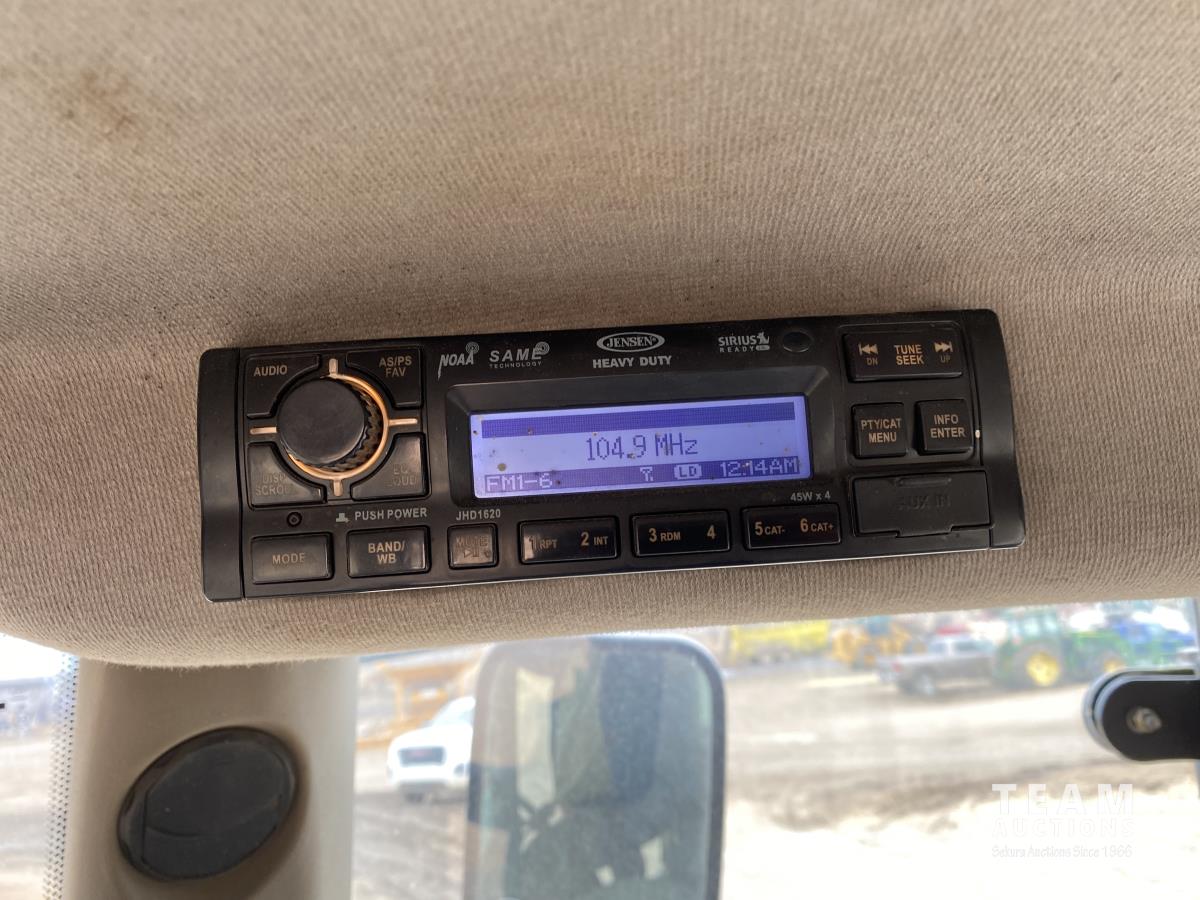 AUDIO
AS/PS
FAV
DISP
SCROLL
EQ
LOUD
NOAA
SAME
TECHNOLOGY
JENSEN®
HEAVY DUTY
SIRIUS
READY
TUNE
SEEK
DN
UP
PTY/CAT
MENU
INFO
ENTER
104.9 MHz
FM1-6
LD
12:14AM
PUSH POWER
JHD1620
45W x 4
AUX IN
MODE
BAND/
WB
MUTE
1 RPT 2 INT
3 RDM 4
5 CAT- 6 CAT+
TEAM
AUCTIONS
Sekura Auctions Since 1966